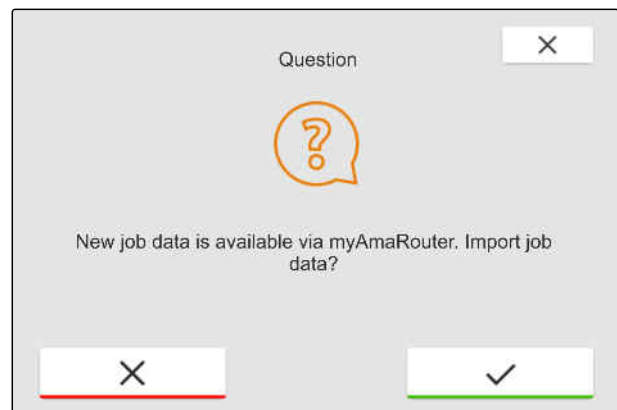 Question
New job data is available via myAmaRouter. Import job
data?